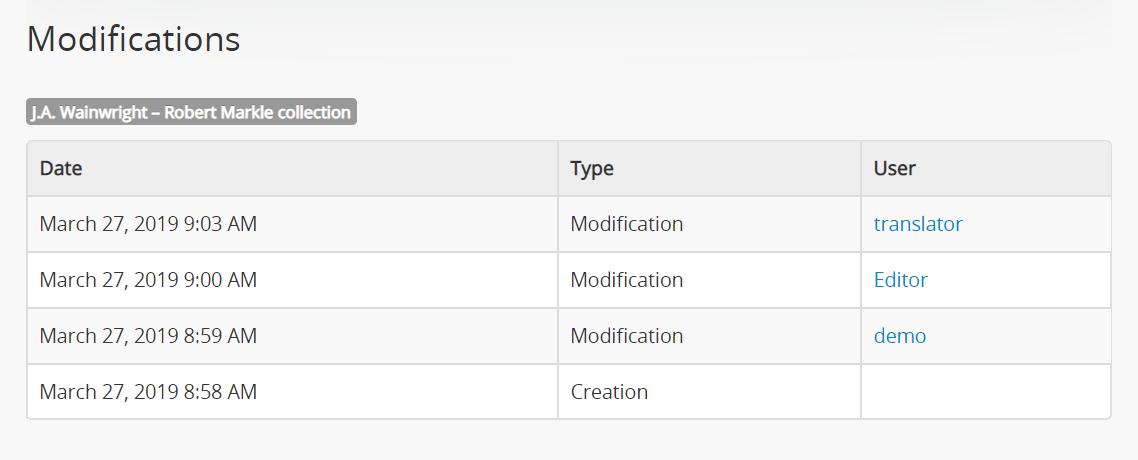 Modifications
J.A. Wainwright – Robert Markle collection
Date Type User
March 27, 2019 9:03 AM Modification translator
March 27, 2019 9:00 AM Modification Editor
March 27, 2019 8:59 AM Modification demo
March 27, 2019 8:58 AM Creation